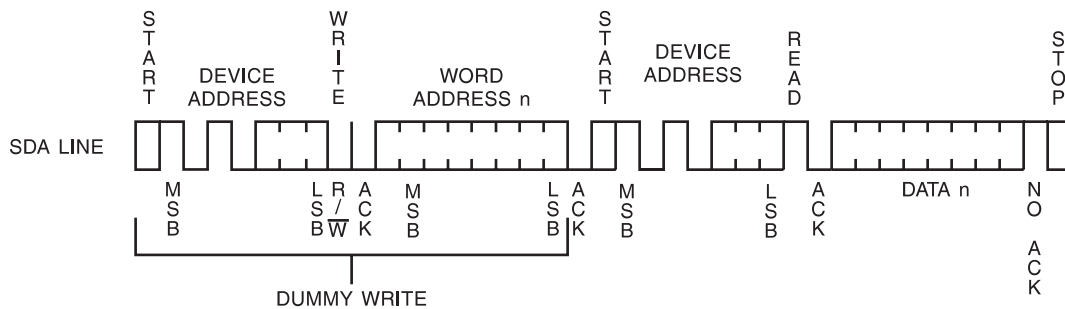 START
DEVICE
ADDRESS
WRITE
WORD
ADDRESS n
START
DEVICE
ADDRESS
READ
STOP
SDA LINE
MSB
LSB
R/W
ACK
MSB
LSB
ACK
MSB
LSB
ACK
DATA n
NO ACK
DUMMY WRITE